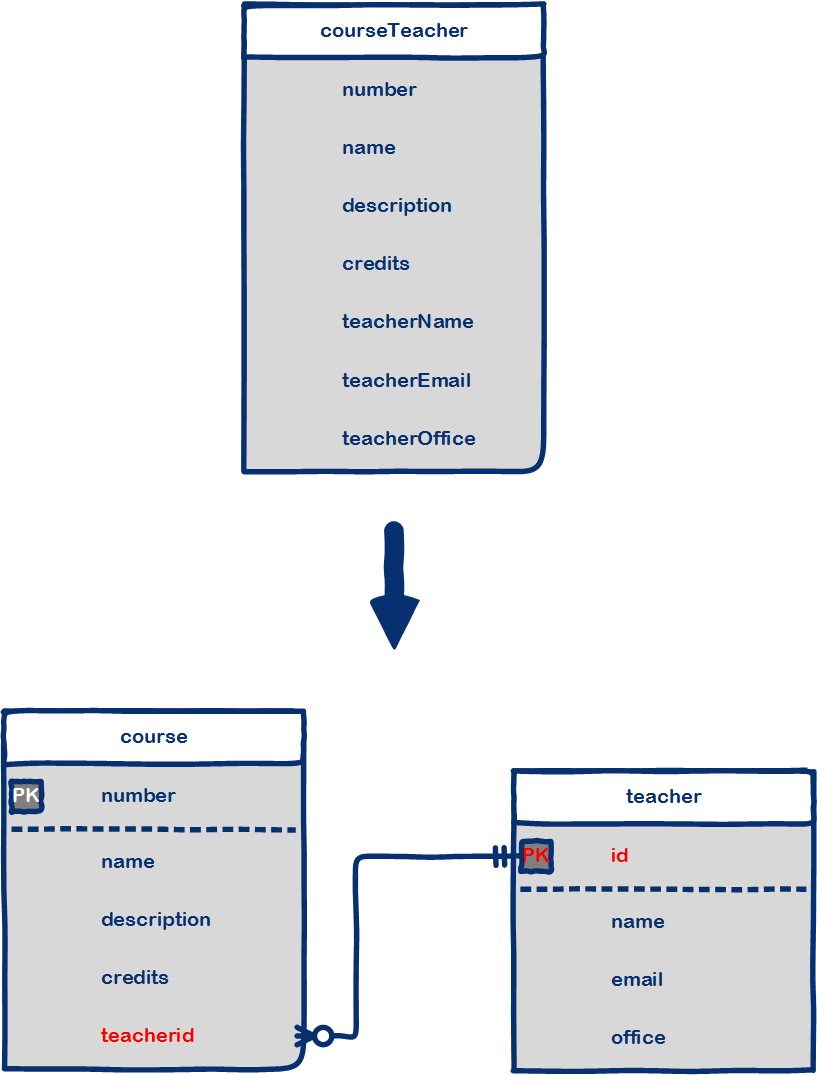 courseTeacher
number
name
description
credits
teacherName
teacherEmail
teacherOffice
course
PK number
name
description
credits
teacherid
teacher
PK id
name
email
office